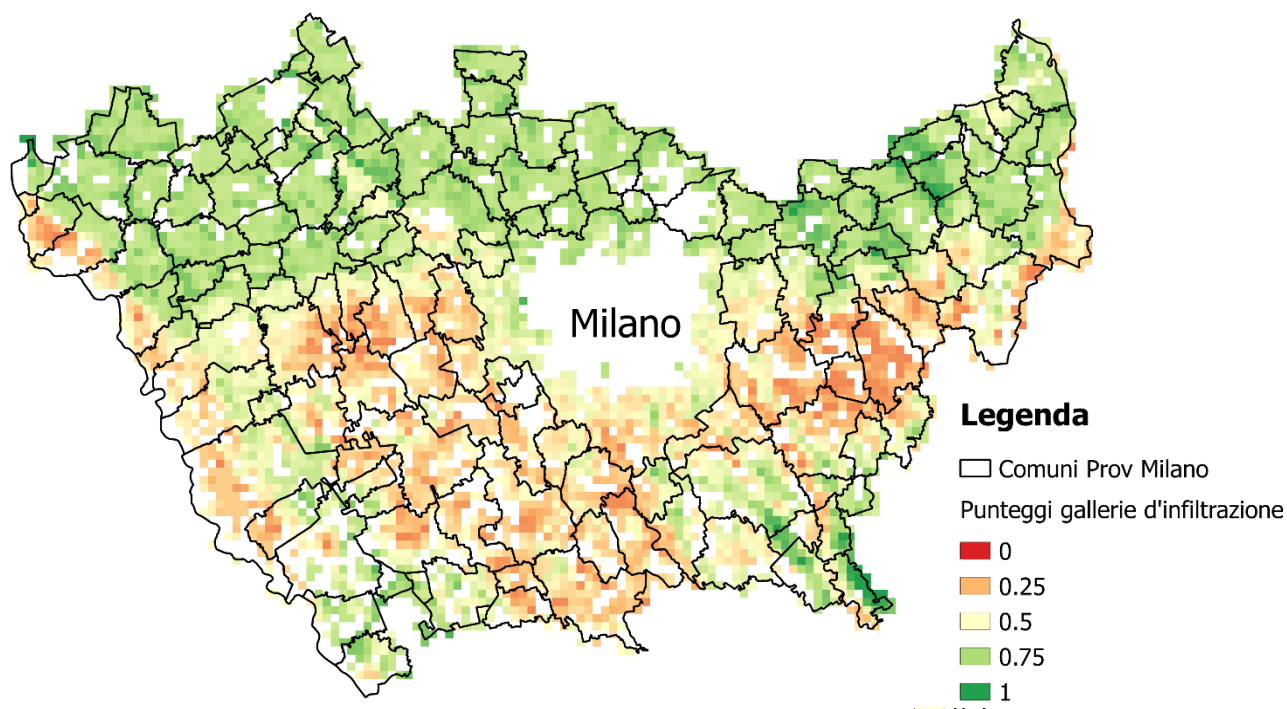 Milano
Legenda
Comuni Prov Milano
Punteggi gallerie d'infiltrazione
0
0.25
0.5
0.75
1